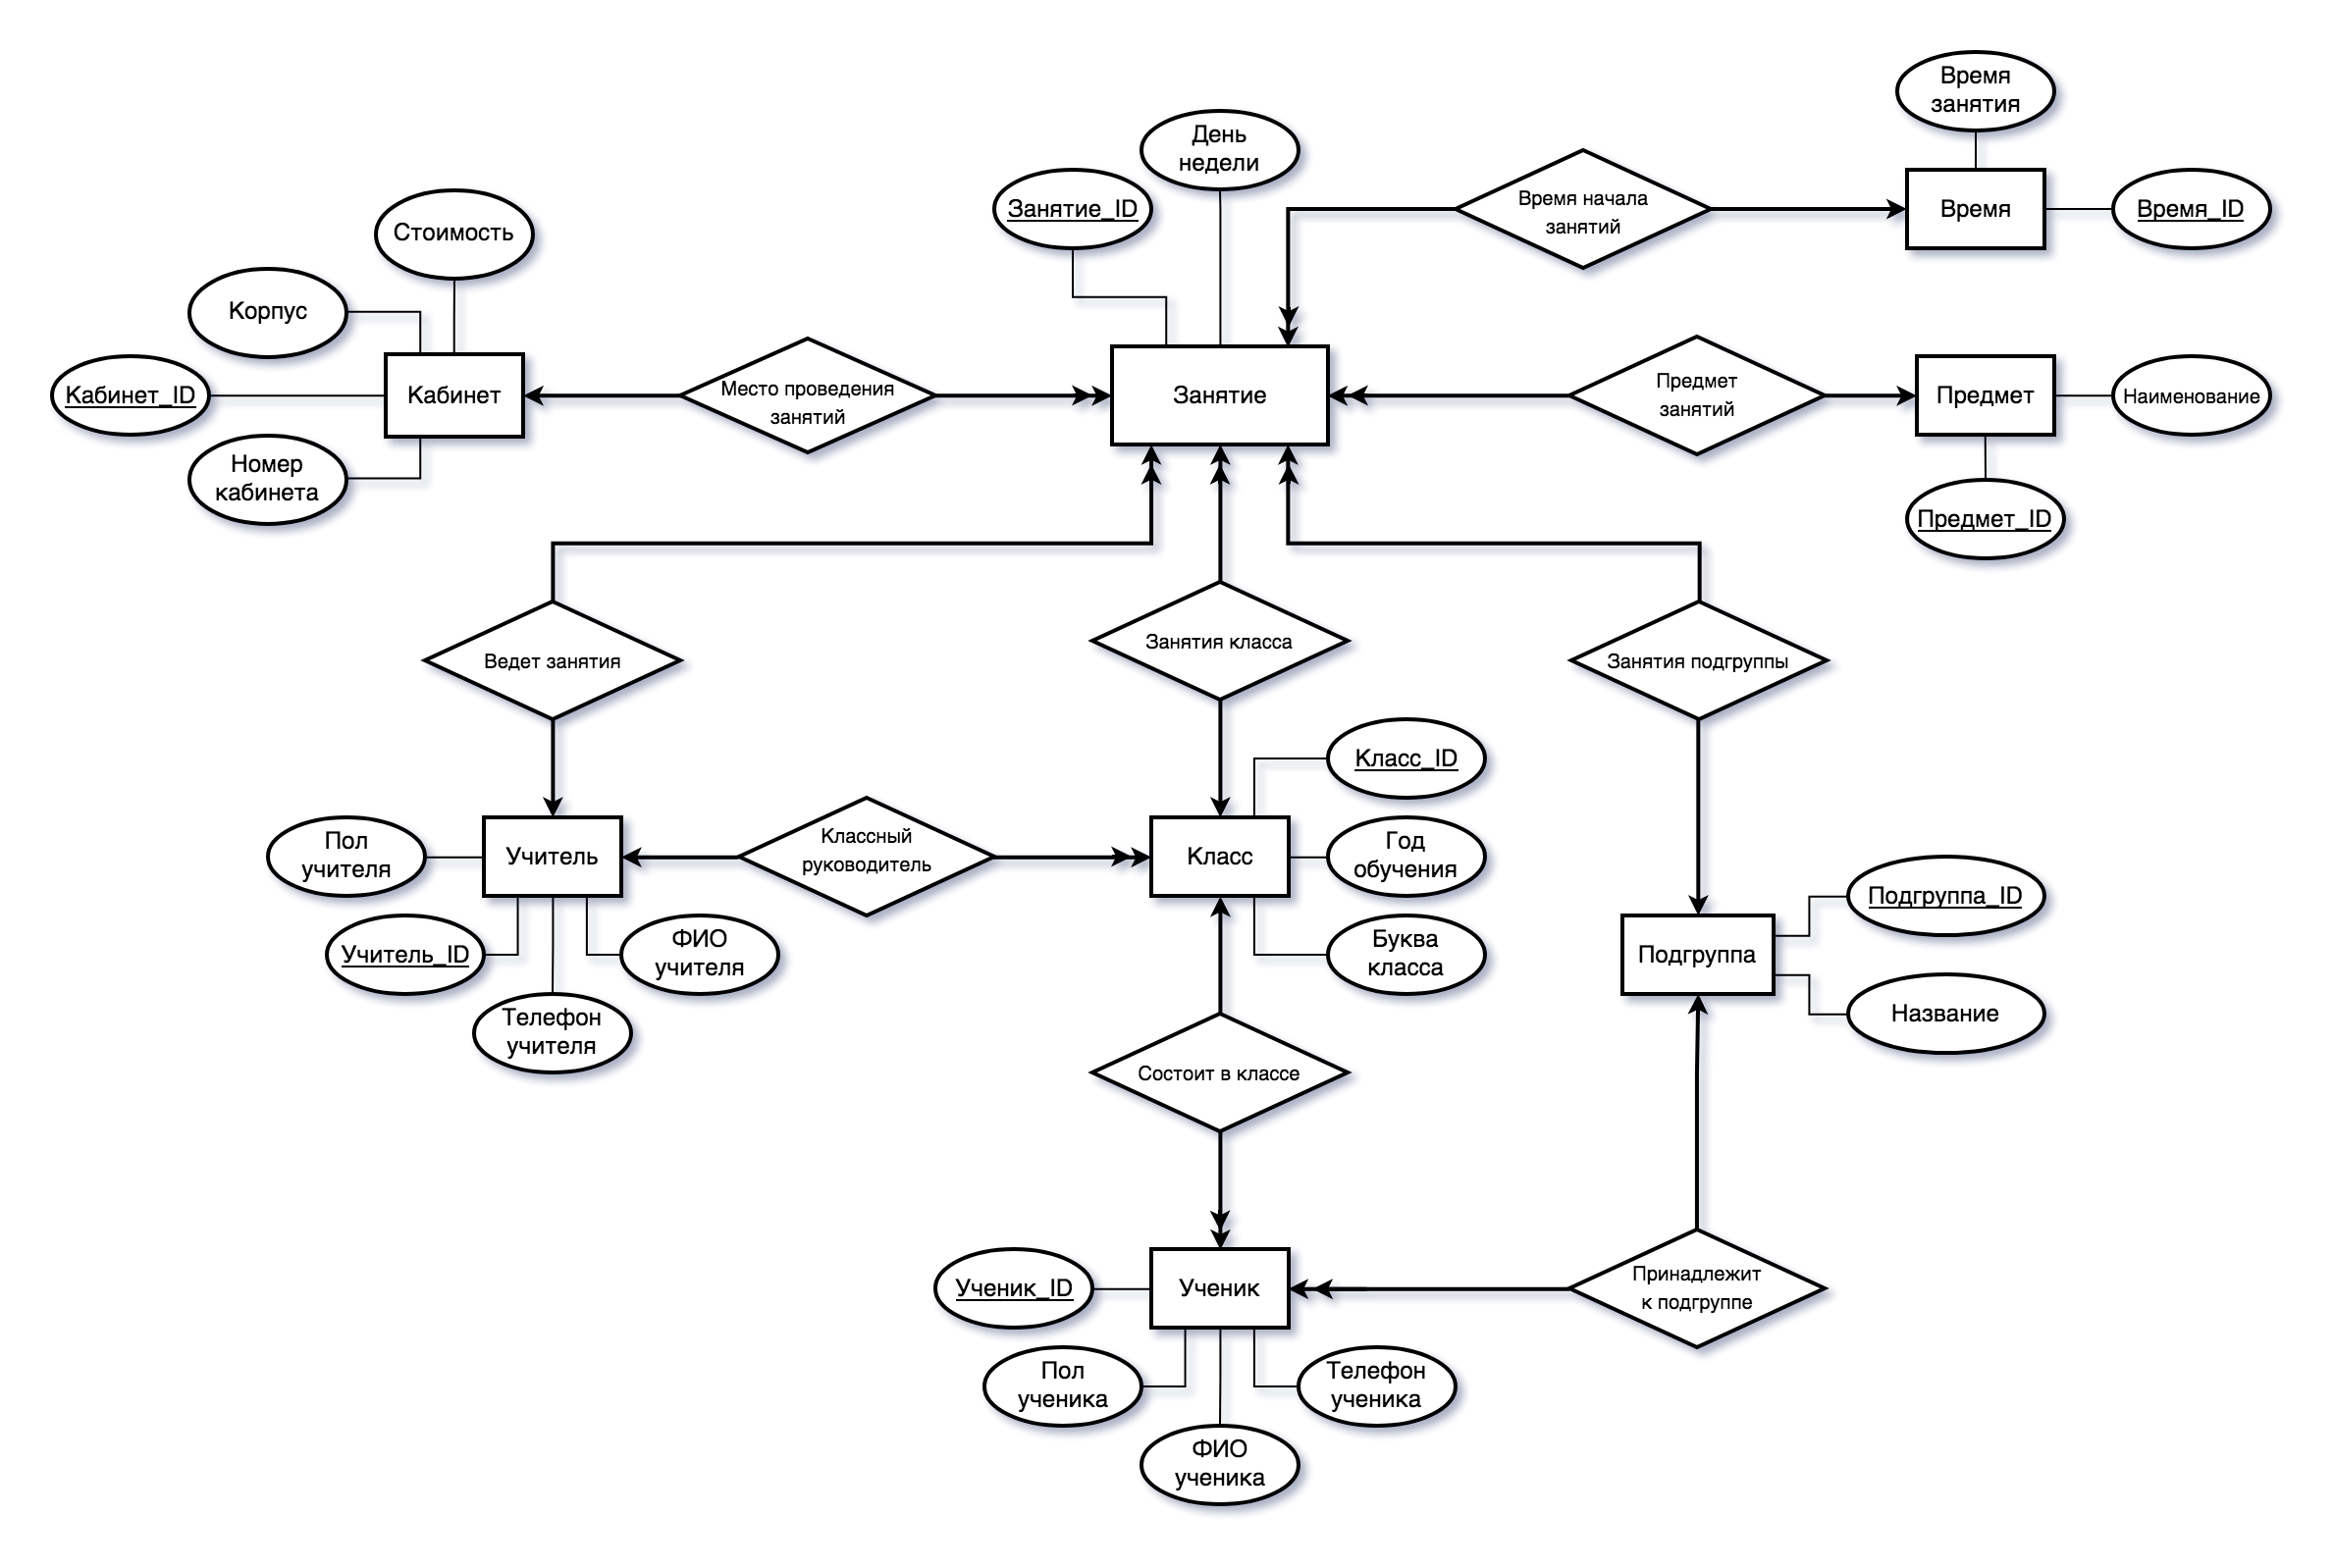 Время
занятия
День
недели
Занятие_ID
Время начала
занятий
Время
Время_ID
Стоимость
Корпус
Кабинет_ID
Кабинет
Место проведения
занятий
Занятие
Предмет
занятий
Предмет
Наименование
Номер
кабинета
Предмет_ID
Ведет занятия
Занятия класса
Занятия подгруппы
Класс_ID
Пол
учителя
Учитель
Классный
руководитель
Класс
Год
обучения
Подгруппа_ID
Учитель_ID
ФИО
учителя
Буква
класса
Подгруппа
Телефон
учителя
Название
Состоит в классе
Ученик_ID
Ученик
Принадлежит
к подгруппе
Пол
ученика
Телефон
ученика
ФИО
ученика